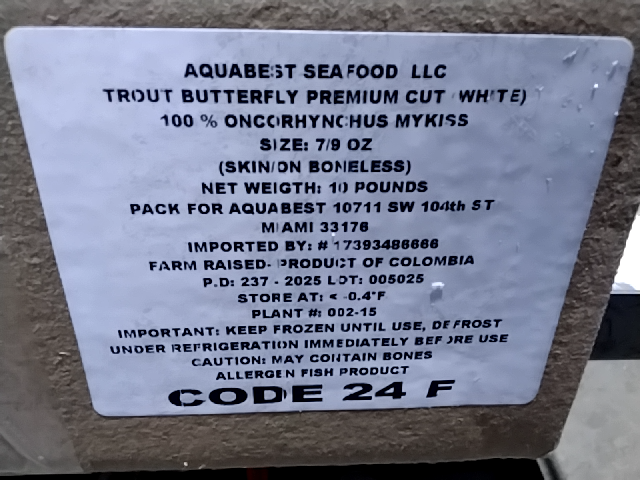 AQUABEST SEAFOOD LLC
TROUT BUTTERFLY PREMIUM CUT (WHITE)
100 % ONCORHYNCHUS MYKISS
SIZE: 7/9 OZ
(SKIN/ON BONELESS)
NET WEIGTH: 10 POUNDS
PACK FOR AQUABEST 10711 SW 104th ST
MIAMI 33176
IMPORTED BY: # 17393486666
FARM RAISED- PRODUCT OF COLOMBIA
P.D: 237 - 2025 LOT: 005025
STORE AT: < -0.4°F
PLANT #: 002-15
IMPORTANT: KEEP FROZEN UNTIL USE, DEFROST
UNDER REFRIGERATION IMMEDIATELY BEFORE USE
CAUTION: MAY CONTAIN BONES
ALLERGEN FISH PRODUCT
CODE 24 F